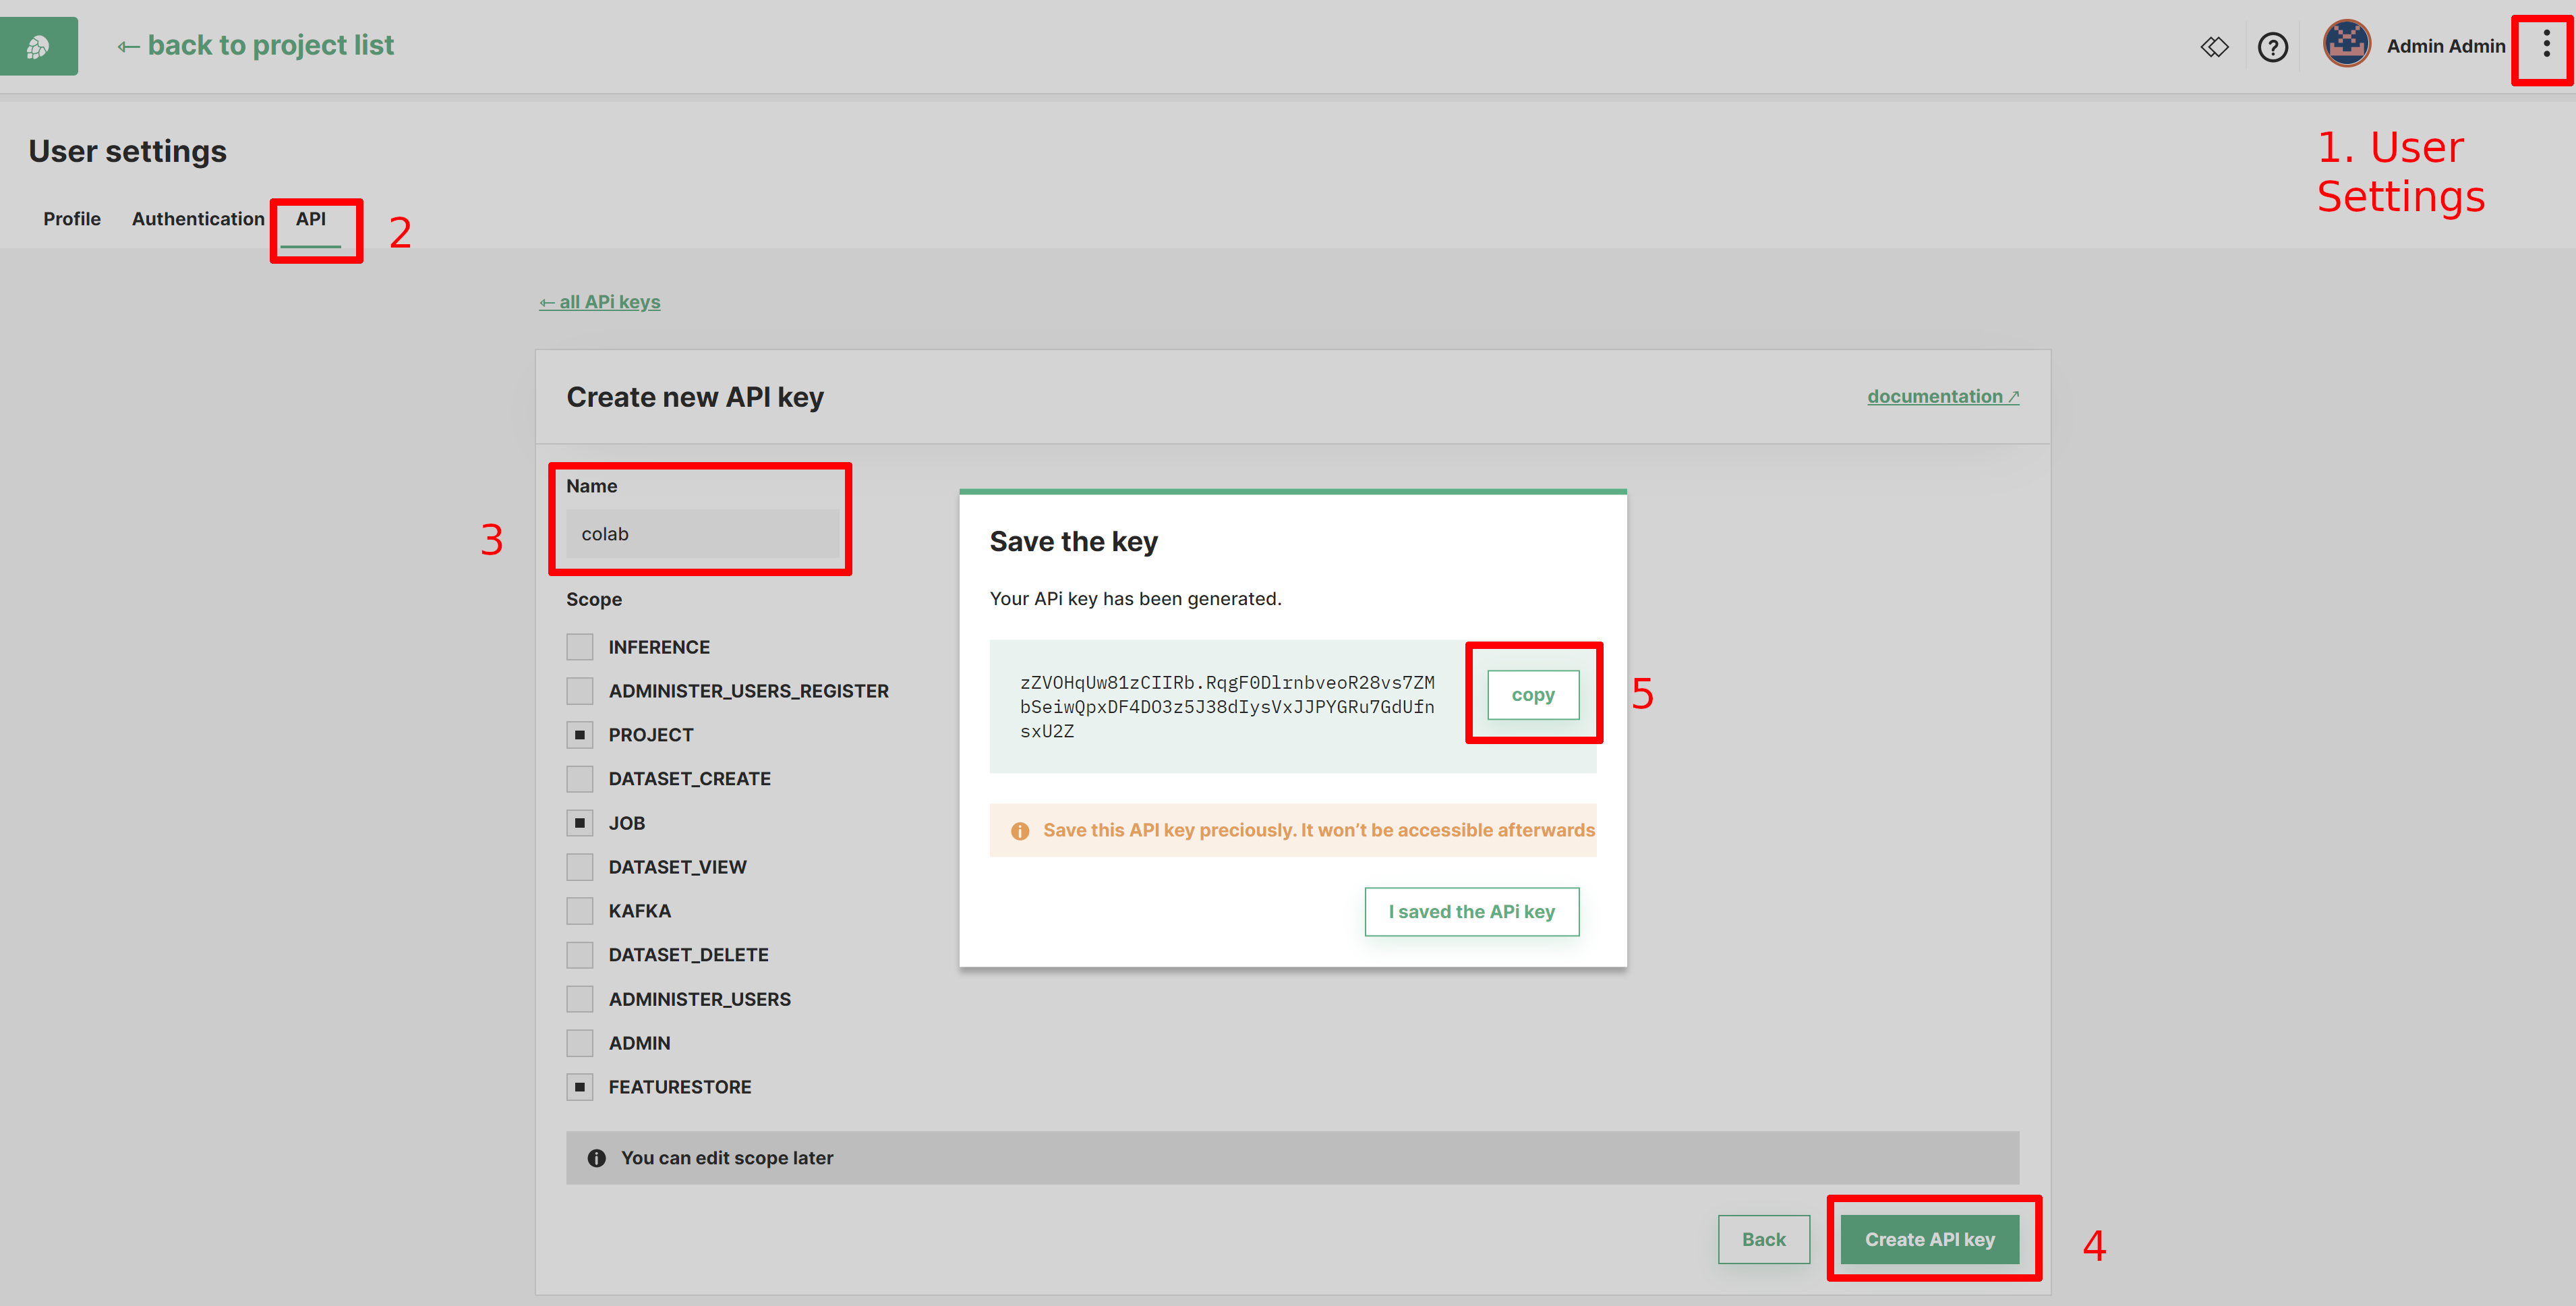 ← back to project list
Admin Admin
1. User
Settings
User settings
Profile Authentication API 2
← all APi keys
Create new API key documentation ↗
Name
3 colab
Scope
INFERENCE
ADMINISTER_USERS_REGISTER
PROJECT
DATASET_CREATE
JOB
DATASET_VIEW
KAFKA
DATASET_DELETE
ADMINISTER_USERS
ADMIN
FEATURESTORE
Save the key
Your APi key has been generated.
zZVOHqUw81zCIIRb.RqgF0DlrnbveoR28vs7ZM
bSeiwQpxDF4DO3z5J38dIysVxJJPYGRu7GdUfn
sxU2Z
copy 5
Save this API key preciously. It won't be accessible afterwards
I saved the APi key
You can edit scope later
Back Create API key 4